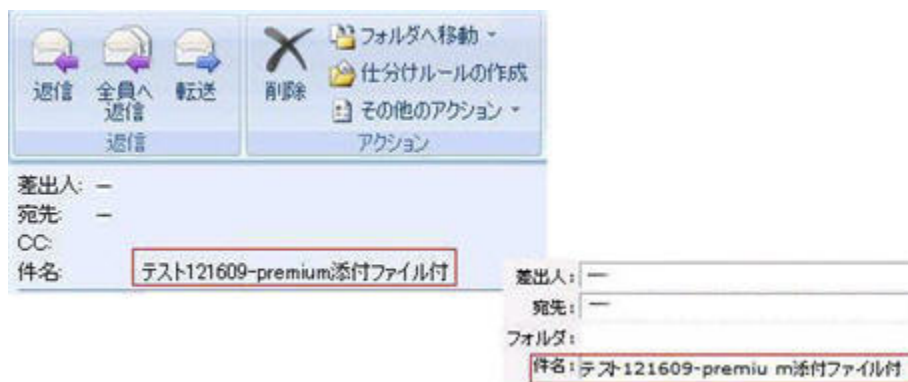 返信
全員へ
返信
転送
返信
削除
フォルダへ移動
仕分けルールの作成
その他のアクション
アクション
差出人: ー
宛先: ー
CC:
件名: テスト121609-premium添付ファイル付
差出人: ー
宛先: ー
フォルダ:
件名: テスト121609-premiu m添付ファイル付